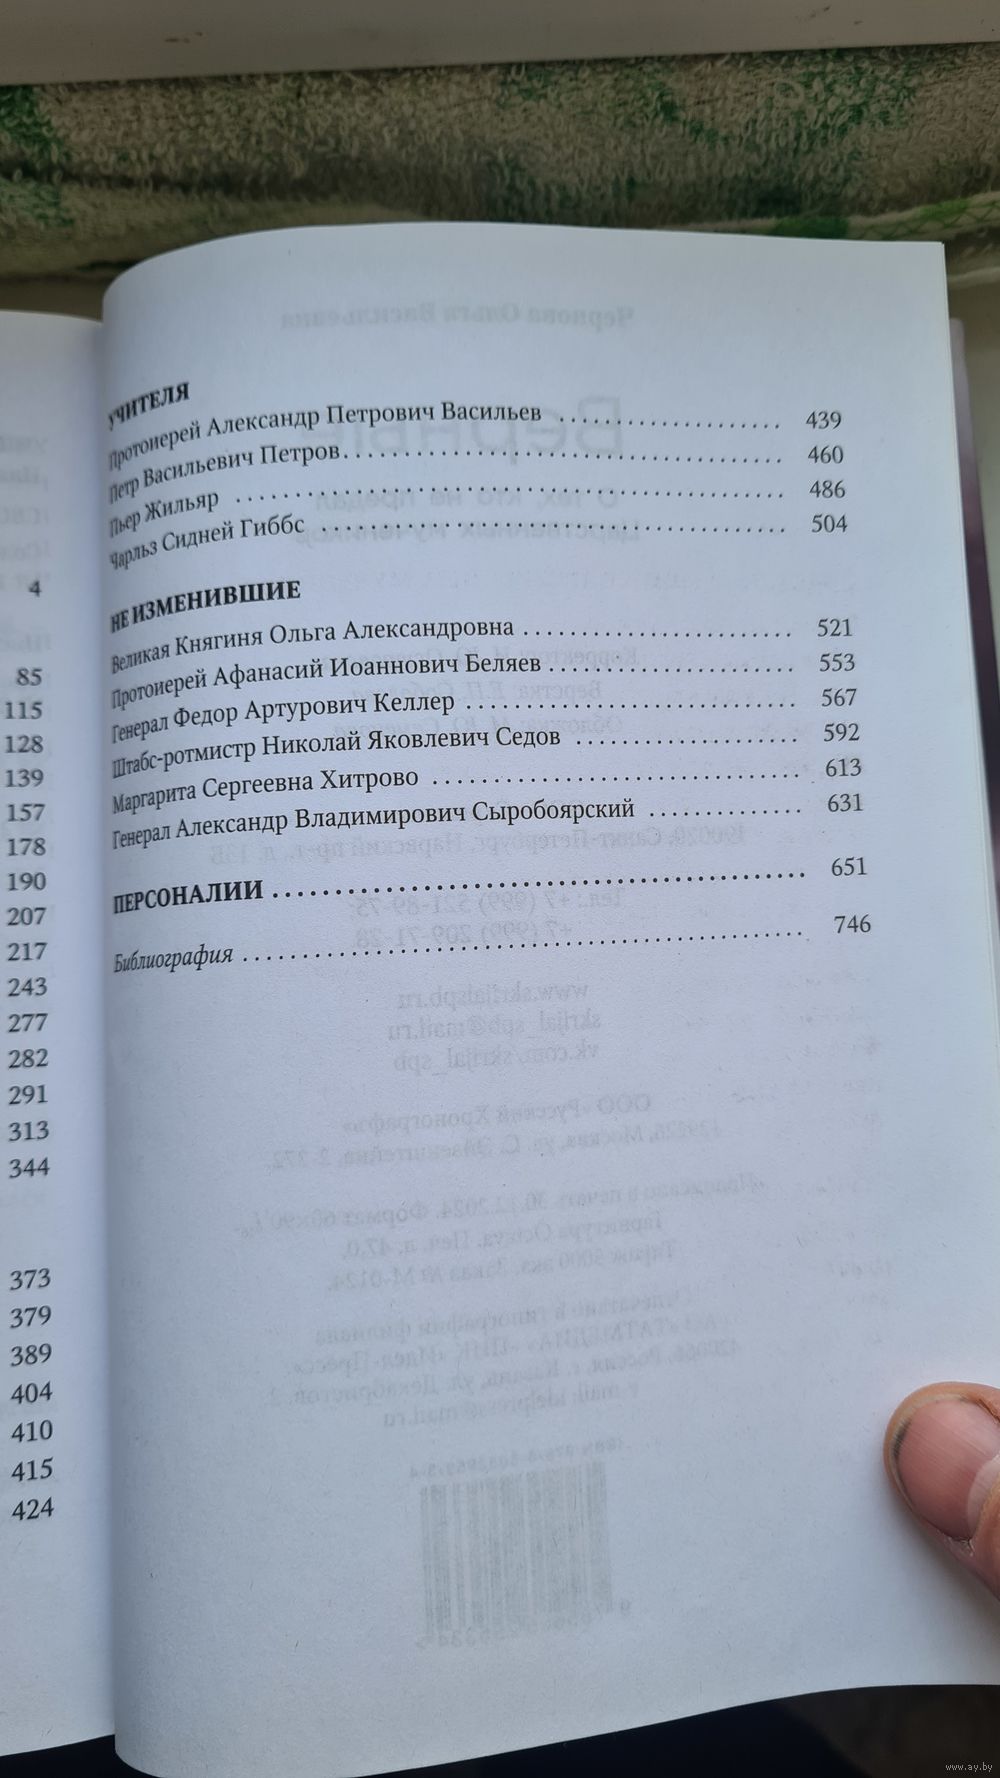 4
85
115
128
139
157
178
190
207
217
243
277
282
291
313
344
373
379
389
404
410
415
424
УЧИТЕЛЯ
Протоиерей Александр Петрович Васильев 439
Петр Васильевич Петров 460
Пьер Жильяр 486
Чарльз Сидней Гиббс 504
НЕ ИЗМЕНИВШИЕ
Великая Княгиня Ольга Александровна 521
Протоиерей Афанасий Иоаннович Беляев 553
Генерал Федор Артурович Келлер 567
Штабс-ротмистр Николай Яковлевич Седов 592
Маргарита Сергеевна Хитрово 613
Генерал Александр Владимирович Сыробоярский 631
ПЕРСОНАЛИИ 651
Библиография 746
www.ay.by